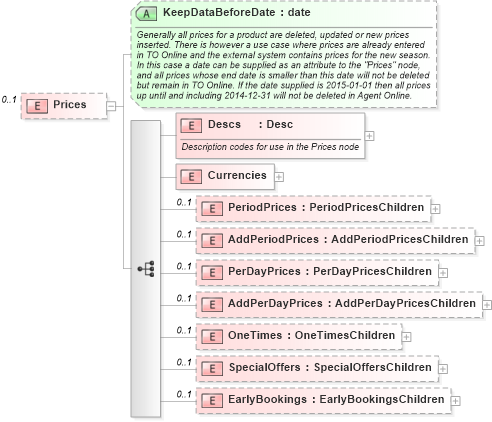 A KeepDataBeforeDate : date
Generally all prices for a product are deleted, updated or new prices
inserted. There is however a use case where prices are already entered
in TO Online and the external system contains prices for the new season.
In this case a date can be supplied as an attribute to the "Prices" node,
and all prices whose end date is smaller than this date will not be deleted
but remain in TO Online. If the date supplied is 2015-01-01 then all prices
up until and including 2014-12-31 will not be deleted in Agent Online.
0..1
E Prices
E Descs : Desc
Description codes for use in the Prices node
E Currencies
0..1
E PeriodPrices : PeriodPricesChildren
0..1
E AddPeriodPrices : AddPeriodPricesChildren
0..1
E PerDayPrices : PerDayPricesChildren
0..1
E AddPerDayPrices : AddPerDayPricesChildren
0..1
E OneTimes : OneTimesChildren
0..1
E SpecialOffers : SpecialOffersChildren
0..1
E EarlyBookings : EarlyBookingsChildren